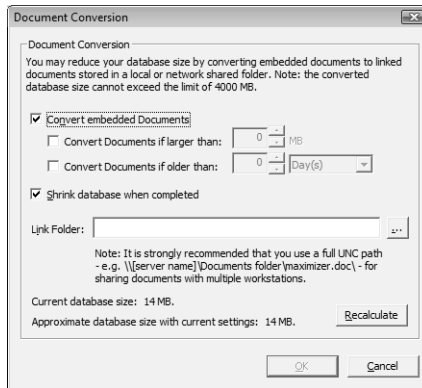 Document Conversion
Document Conversion
You may reduce your database size by converting embedded documents to linked
documents stored in a local or network shared folder. Note: the converted
database size cannot exceed the limit of 4000 MB.
Convert embedded Documents
Convert Documents if larger than: 0 MB
Convert Documents if older than: 0 Day(s)
Shrink database when completed
Link Folder: ...
Note: It is strongly recommended that you use a full UNC path
- e.g. \\[server name]\Documents folder\maximizer.doc\ - for
sharing documents with multiple workstations.
Current database size: 14 MB.
Approximate database size with current settings: 14 MB.
Recalculate
OK Cancel